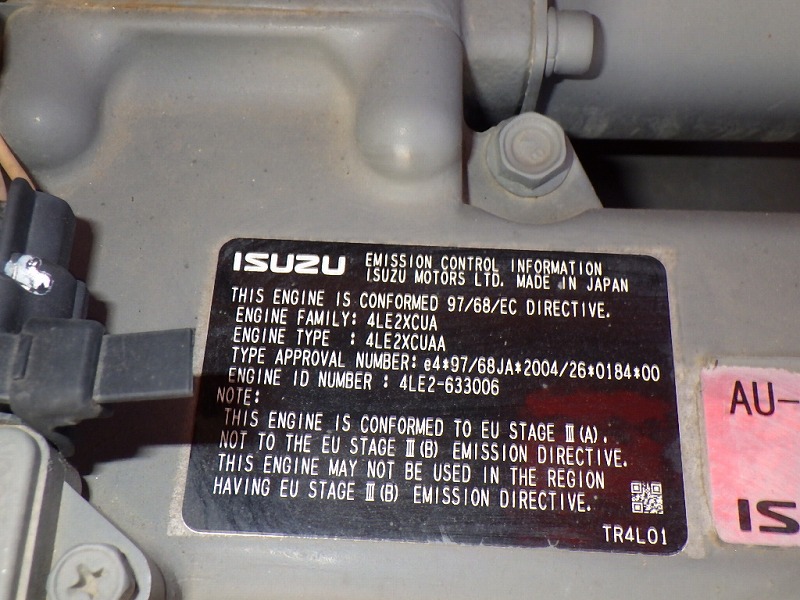 ISUZU EMISSION CONTROL INFORMATION
ISUZU MOTORS LTD. MADE IN JAPAN
THIS ENGINE IS CONFORMED 97/68/EC DIRECTIVE.
ENGINE FAMILY: 4LE2XCUA
ENGINE TYPE : 4LE2XCUAA
TYPE APPROVAL NUMBER: e4*97/68JA*2004/26*0184*00
ENGINE ID NUMBER : 4LE2-633006
NOTE:
THIS ENGINE IS CONFORMED TO EU STAGE Ⅲ(A).
NOT TO THE EU STAGE Ⅲ(B) EMISSION DIRECTIVE.
THIS ENGINE MAY NOT BE USED IN THE REGION
HAVING EU STAGE Ⅲ(B) EMISSION DIRECTIVE.
TR4L01
AU-
IS